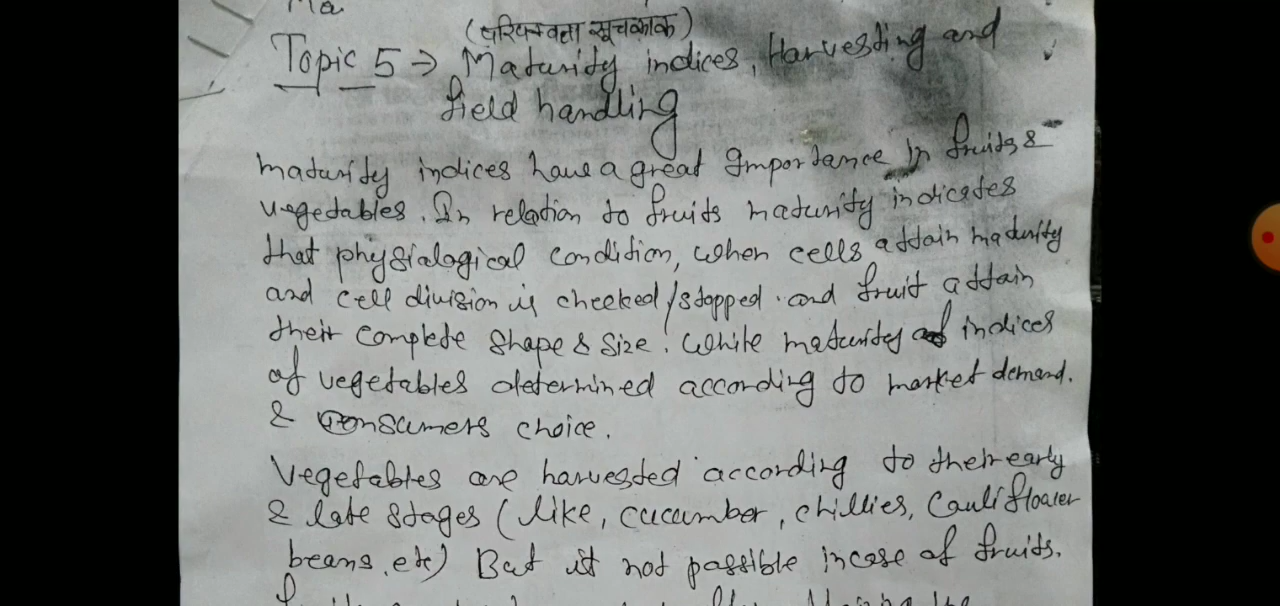 Ma
(परिपक्वता सूचकांक)
Topic 5 → Maturity indices, Harvesting and
field handling
maturity indices have a great Importance In fruits &
vegetables. In relation to fruits maturity indicates
that physialogical condition, when cells attain maturity
and cell division is checked/stopped. and fruit attain
their complete shape & size. While maturity indices
of vegetables determined according to market demand.
& consumers choice.
Vegetables are harvested according to their early
& late stages (like, cucumber, chillies, Cauliflower
beans, etc) But it not possible incase of fruits.